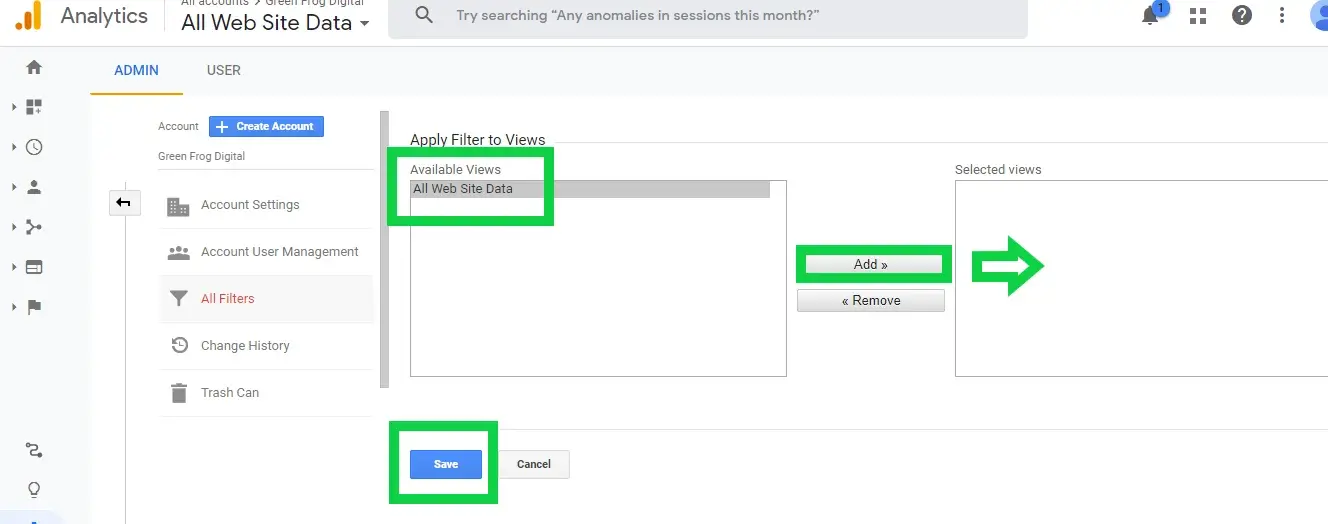 All accounts > Green Frog Digital
Analytics
All Web Site Data
Try searching “Any anomalies in sessions this month?”
1
ADMIN
USER
Account
Create Account
Green Frog Digital
Account Settings
Account User Management
All Filters
Change History
Trash Can
Apply Filter to Views
Available Views
All Web Site Data
Add »
« Remove
Selected views
Save
Cancel